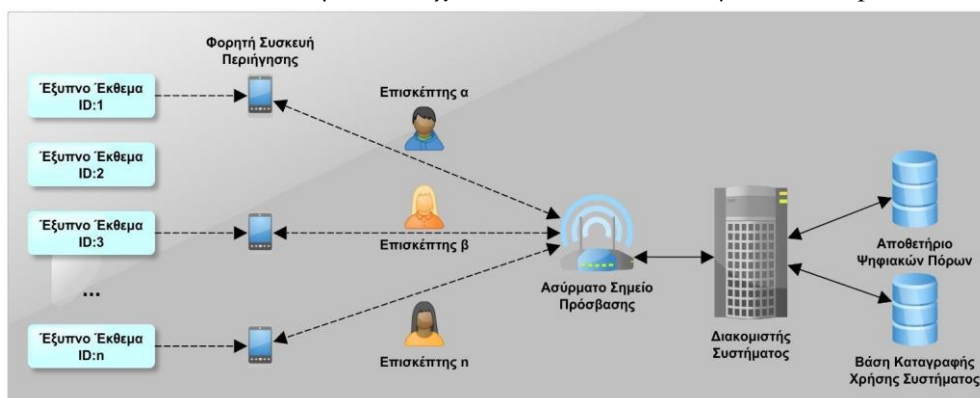 Φορητή Συσκευή
Περιήγησης
Έξυπνο Έκθεμα
ID:1
Επισκέπτης α
Έξυπνο Έκθεμα
ID:2
Έξυπνο Έκθεμα
ID:3
Επισκέπτης β
...
Έξυπνο Έκθεμα
ID:n
Επισκέπτης n
Ασύρματο Σημείο
Πρόσβασης
Διακομιστής
Συστήματος
Αποθετήριο
Ψηφιακών Πόρων
Βάση Καταγραφής
Χρήσης Συστήματος